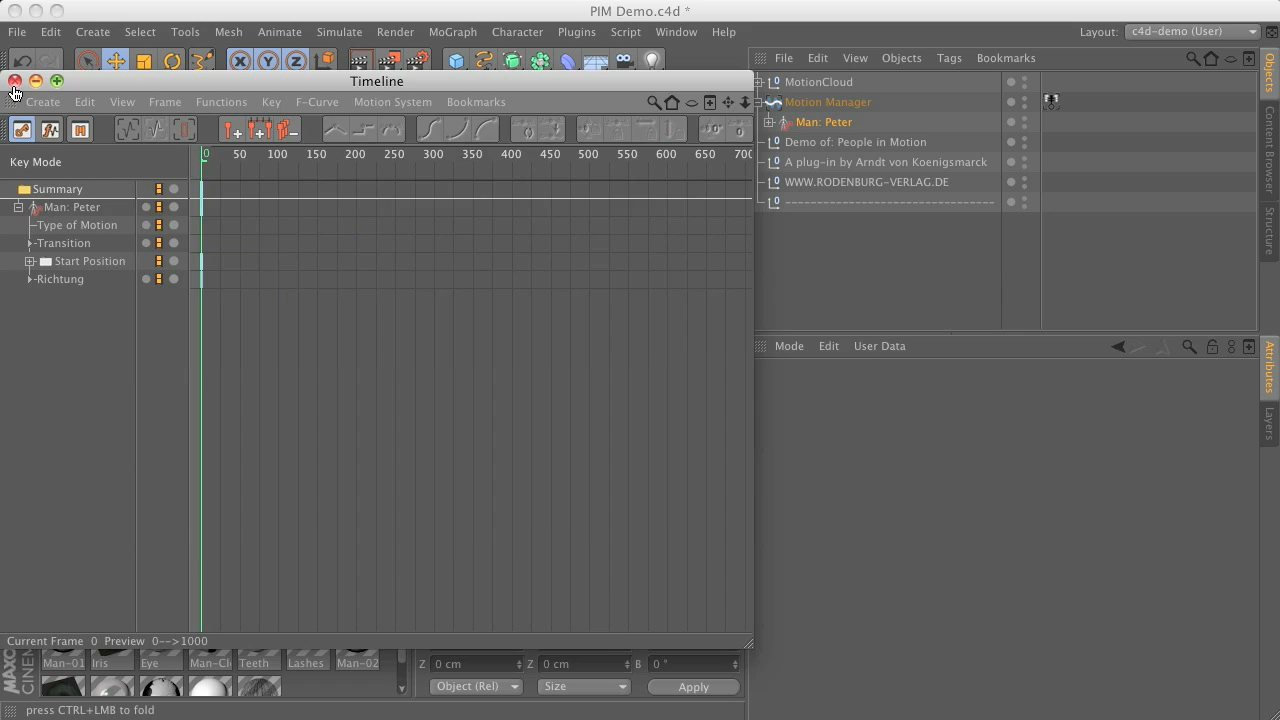 PIM Demo.c4d *
File Edit Create Select Tools Mesh Animate Simulate Render MoGraph Character Plugins Script Window Help
Layout: c4d-demo (User)
X Y Z
File Edit View Objects Tags Bookmarks
Timeline
Create Edit View Frame Functions Key F-Curve Motion System Bookmarks
MotionCloud
Motion Manager
Man: Peter
Demo of: People in Motion
A plug-in by Arndt von Koenigsmarck
WWW.RODENBURG-VERLAG.DE
----------------------------------
Objects
Content Browser
Structure
Key Mode
0 50 100 150 200 250 300 350 400 450 500 550 600 650 700
Summary
Man: Peter
Type of Motion
Transition
Start Position
Richtung
Mode Edit User Data
Attributes
Layers
Current Frame 0 Preview 0-->1000
Man-01 Iris Eye Man-Cl Teeth Lashes Man-02
Z 0 cm Z 0 cm B 0 °
Object (Rel) Size Apply
MAXO
CINEM
press CTRL+LMB to fold